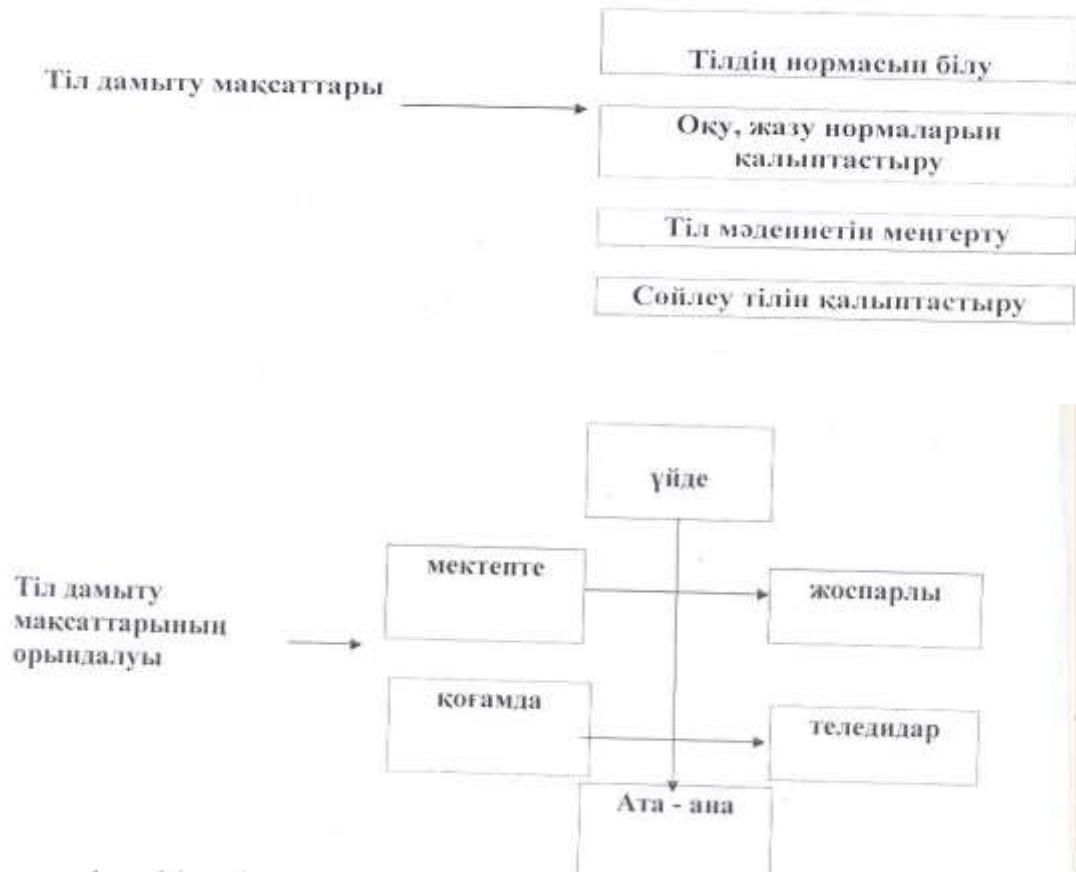 Тіл дамыту мақсаттары
Тілдің нормасын білу
Оқу, жазу нормаларын
қалыптастыру
Тіл мәдениетін меңгерту
Сөйлеу тілін қалыптастыру
үйде
мектепте
жоспарлы
Тіл дамыту
мақсаттарының
орындалуы
қоғамда
теледидар
Ата - ана